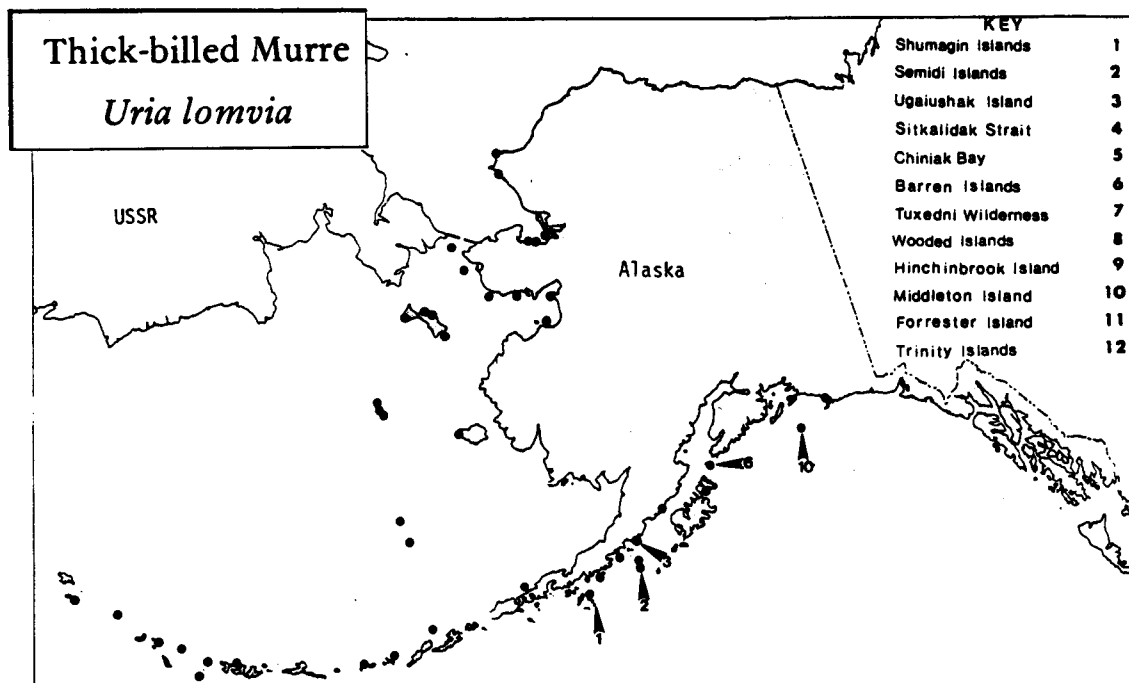 Thick-billed Murre
Uria lomvia
KEY
Shumagin Islands 1
Semidi Islands 2
Ugaiushak Island 3
Sitkalidak Strait 4
Chiniak Bay 5
Barren Islands 6
Tuxedni Wilderness 7
Wooded Islands 8
Hinchinbrook Island 9
Middleton Island 10
Forrester Island 11
Trinity Islands 12
USSR
Alaska
6
10
3
2
1